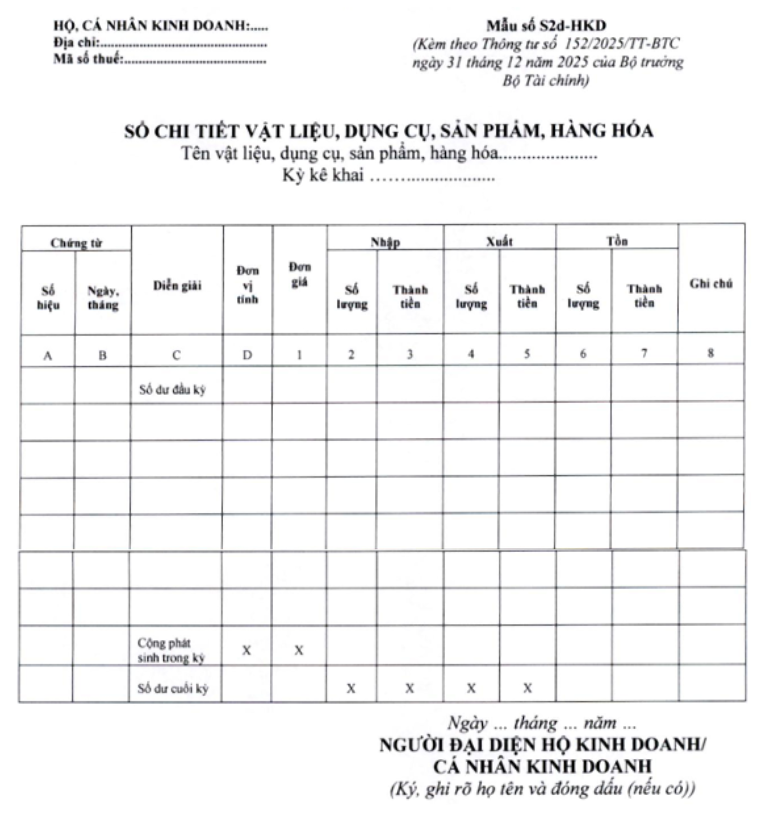 HỘ, CÁ NHÂN KINH DOANH:.....
Địa chỉ:..................................................
Mã số thuế:...........................................
Mẫu số S2d-HKD
(Kèm theo Thông tư số 152/2025/TT-BTC
ngày 31 tháng 12 năm 2025 của Bộ trưởng
Bộ Tài chính)
SỔ CHI TIẾT VẬT LIỆU, DỤNG CỤ, SẢN PHẨM, HÀNG HÓA
Tên vật liệu, dụng cụ, sản phẩm, hàng hóa.....................
Kỳ kê khai ……..................
Chứng từ
Diễn giải
Đơn
vị
tính
Đơn
giá
Nhập
Xuất
Tồn
Ghi chú
Số
hiệu
Ngày,
tháng
Số
lượng
Thành
tiền
Số
lượng
Thành
tiền
Số
lượng
Thành
tiền
A B C D 1 2 3 4 5 6 7 8
Số dư đầu kỳ
Cộng phát
sinh trong kỳ
X X
Số dư cuối kỳ X X X X
Ngày ... tháng ... năm ...
NGƯỜI ĐẠI DIỆN HỘ KINH DOANH/
CÁ NHÂN KINH DOANH
(Ký, ghi rõ họ tên và đóng dấu (nếu có))